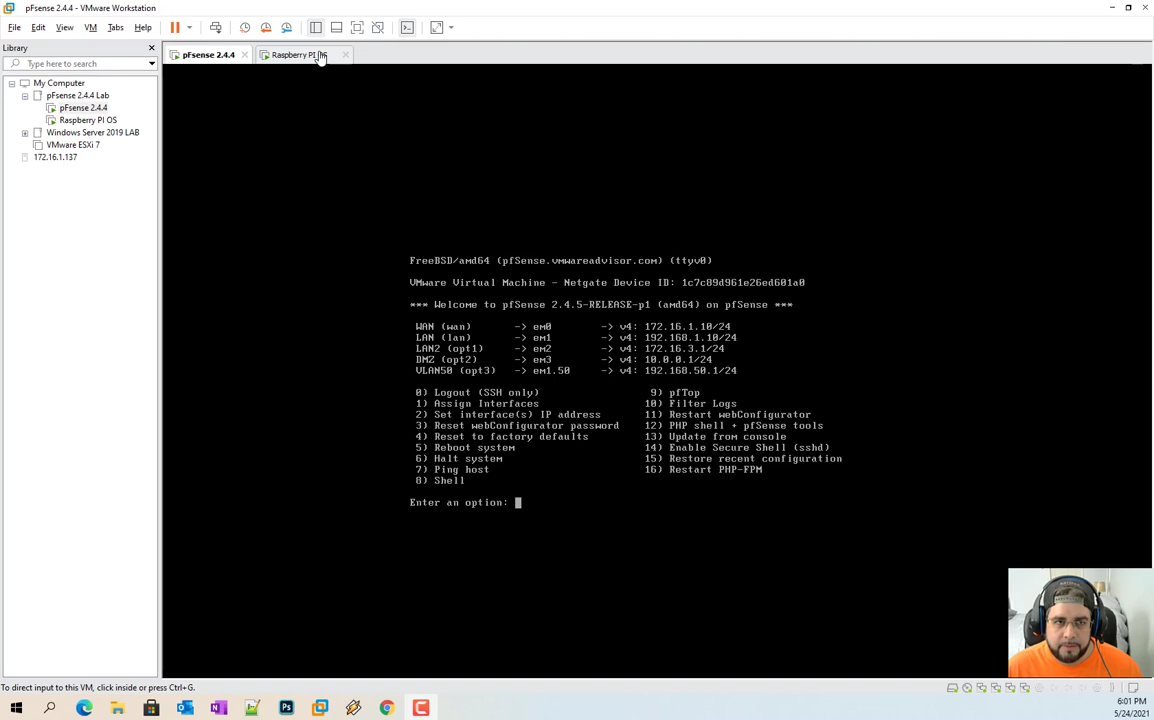 pFsense 2.4.4 - VMware Workstation
File Edit View VM Tabs Help
Library
Type here to search
My Computer
pFsense 2.4.4 Lab
pFsense 2.4.4
Raspberry PI OS
Windows Server 2019 LAB
VMware ESXi 7
172.16.1.137
pFsense 2.4.4
Raspberry PI OS
FreeBSD/amd64 (pfSense.vmwareadvisor.com) (ttyv0)
VMware Virtual Machine - Netgate Device ID: 1c7c89d961e26ed601a0
*** Welcome to pfSense 2.4.5-RELEASE-p1 (amd64) on pfSense ***
WAN (wan) -> em0 -> v4: 172.16.1.10/24
LAN (lan) -> em1 -> v4: 192.168.1.10/24
LAN2 (opt1) -> em2 -> v4: 172.16.3.1/24
DMZ (opt2) -> em3 -> v4: 10.0.0.1/24
VLAN50 (opt3) -> em1.50 -> v4: 192.168.50.1/24
0) Logout (SSH only) 9) pfTop
1) Assign Interfaces 10) Filter Logs
2) Set interface(s) IP address 11) Restart webConfigurator
3) Reset webConfigurator password 12) PHP shell + pfSense tools
4) Reset to factory defaults 13) Update from console
5) Reboot system 14) Enable Secure Shell (sshd)
6) Halt system 15) Restore recent configuration
7) Ping host 16) Restart PHP-FPM
8) Shell
Enter an option:
To direct input to this VM, click inside or press Ctrl+G.
6:01 PM
5/24/2021